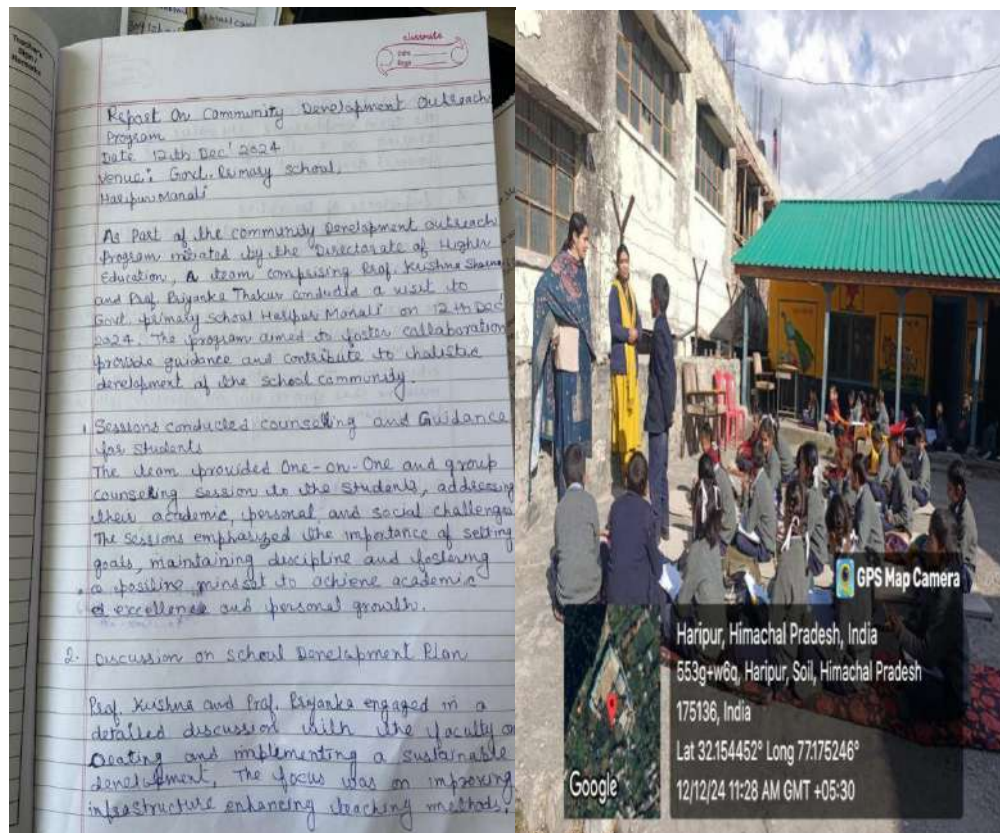 Teacher's
Sign /
Remarks
classmate
Date
Page
Report On Community Development Outreach
Program
Date 12th Dec' 2024
Venue: Govt. Primary School,
Haripur Manali
As Part of the community Development outreach
Program initiated by the Directorate of Higher
Education, A team comprising Prof. Krishna Sharma
and Prof. Priyanka Thakur conducted a visit to
Govt. primary School Haripur Manali on 12th Dec'
2024. The program aimed to foster collaboration
provide guidance and contribute to holistic
development of the school community.
1. Sessions conducted counseling and Guidance
for students
The team provided One-on-One and group
counseling session to the students, addressing
their academic, personal and social challenges
The sessions emphasized the importance of setting
goals, maintaining discipline and fostering
a positive mindset to achieve academic
excellence and personal growth.
2. Discussion on School Development Plan
Prof. Krishna and Prof. Priyanka engaged in a
detailed discussion with the faculty on
Ceating and implementing a sustainable
development, The focus was on improving
infrastructure enhancing teaching methods,
GPS Map Camera
Haripur, Himachal Pradesh, India
553g+w6q, Haripur, Soil, Himachal Pradesh
175136, India
Lat 32.154452° Long 77.175246°
12/12/24 11:28 AM GMT +05:30
Google